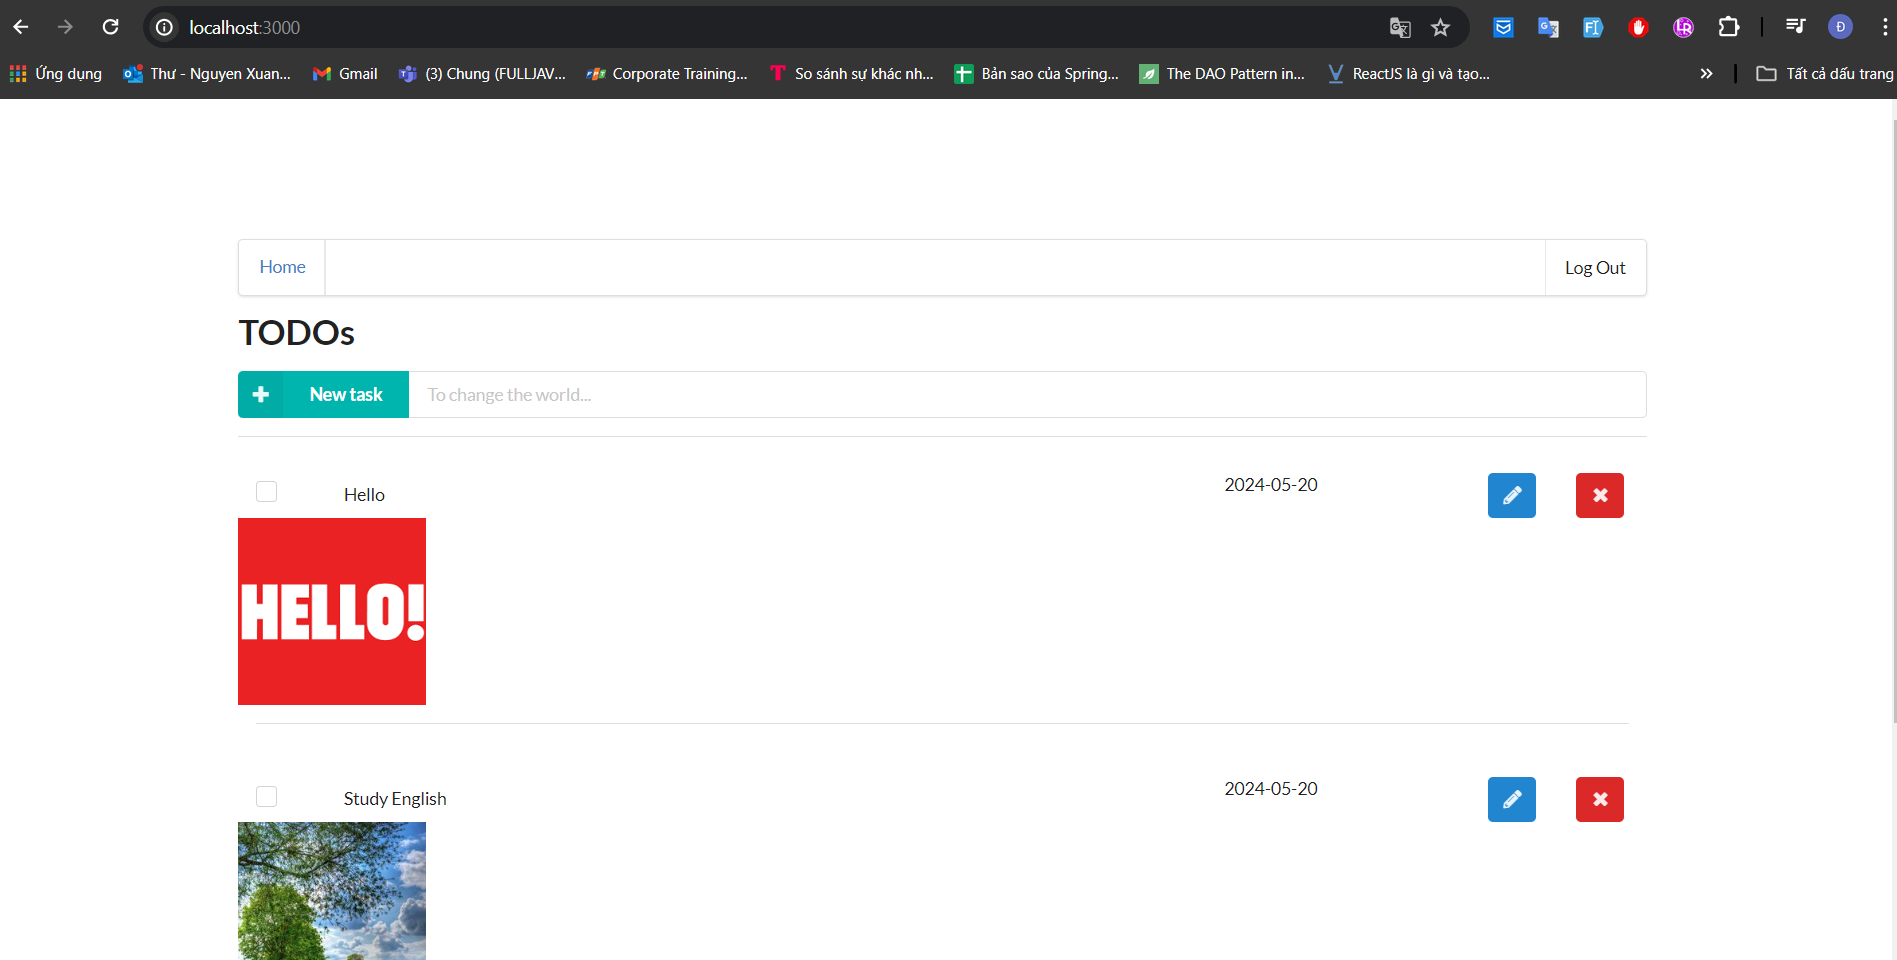 localhost:3000
Ứng dụng Thư - Nguyen Xuan... Gmail (3) Chung (FULLJAV... Corporate Training... So sánh sự khác nh... Bản sao của Spring... The DAO Pattern in... ReactJS là gì và tạo... » Tất cả dấu trang
Home Log Out
TODOs
New task To change the world...
Hello 2024-05-20
HELLO!
Study English 2024-05-20